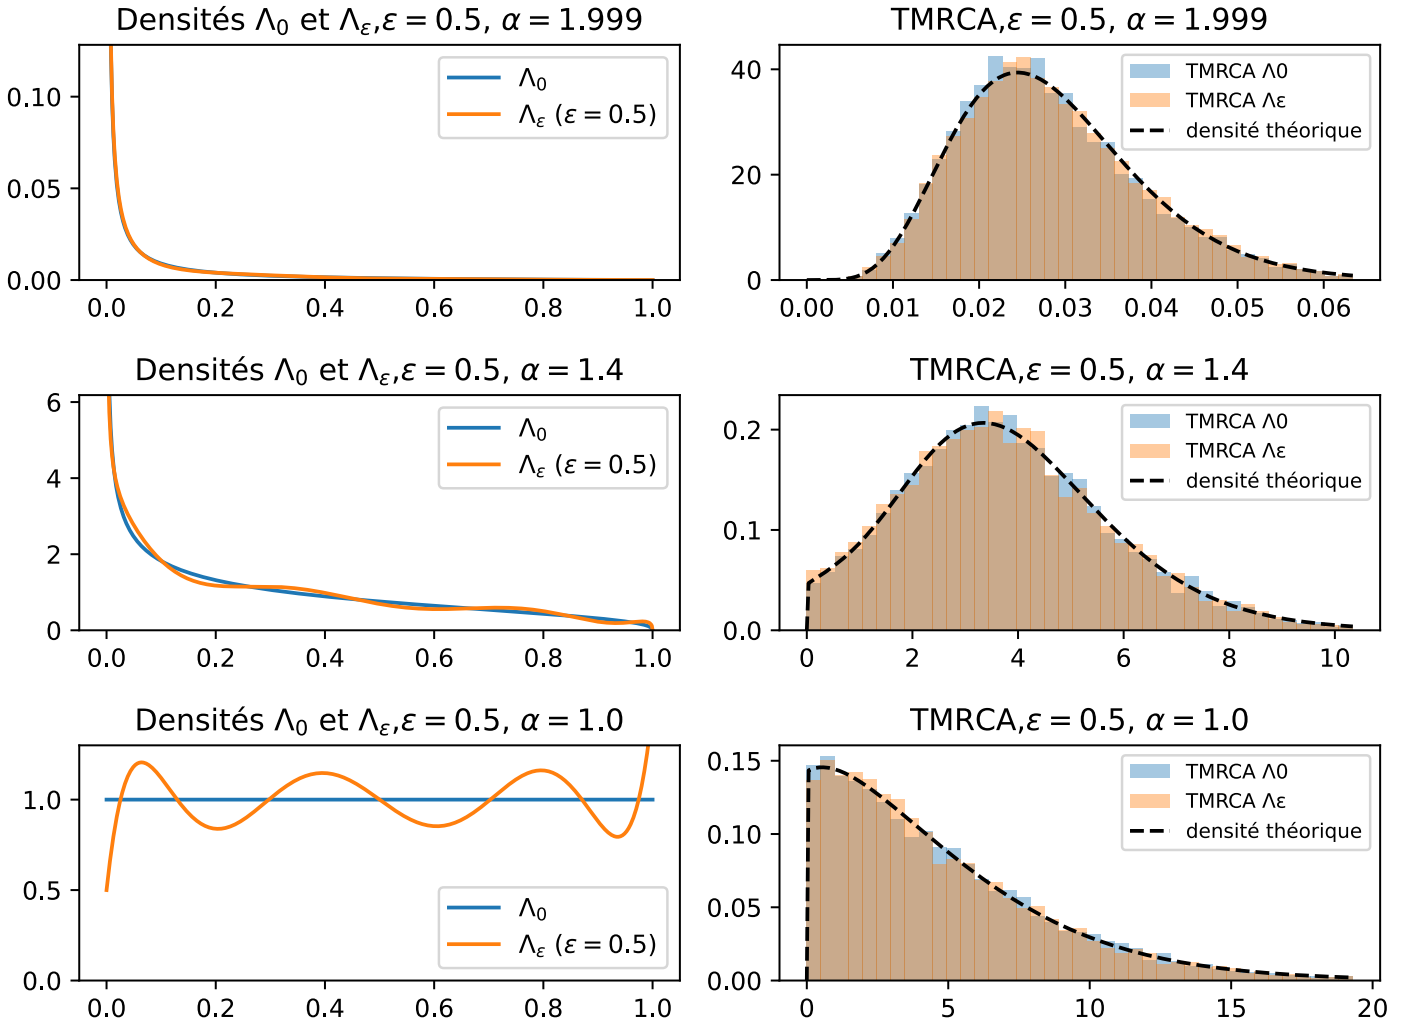 Densités Λ₀ et Λ_ε,ε = 0.5, α = 1.999
0.10
0.05
0.00
0.0 0.2 0.4 0.6 0.8 1.0
Λ₀
Λ_ε (ε = 0.5)
TMRCA,ε = 0.5, α = 1.999
40
20
0
0.00 0.01 0.02 0.03 0.04 0.05 0.06
TMRCA Λ0
TMRCA Λε
densité théorique
Densités Λ₀ et Λ_ε,ε = 0.5, α = 1.4
6
4
2
0
0.0 0.2 0.4 0.6 0.8 1.0
Λ₀
Λ_ε (ε = 0.5)
TMRCA,ε = 0.5, α = 1.4
0.2
0.1
0.0
0 2 4 6 8 10
TMRCA Λ0
TMRCA Λε
densité théorique
Densités Λ₀ et Λ_ε,ε = 0.5, α = 1.0
1.0
0.5
0.0
0.0 0.2 0.4 0.6 0.8 1.0
Λ₀
Λ_ε (ε = 0.5)
TMRCA,ε = 0.5, α = 1.0
0.15
0.10
0.05
0.00
0 5 10 15 20
TMRCA Λ0
TMRCA Λε
densité théorique